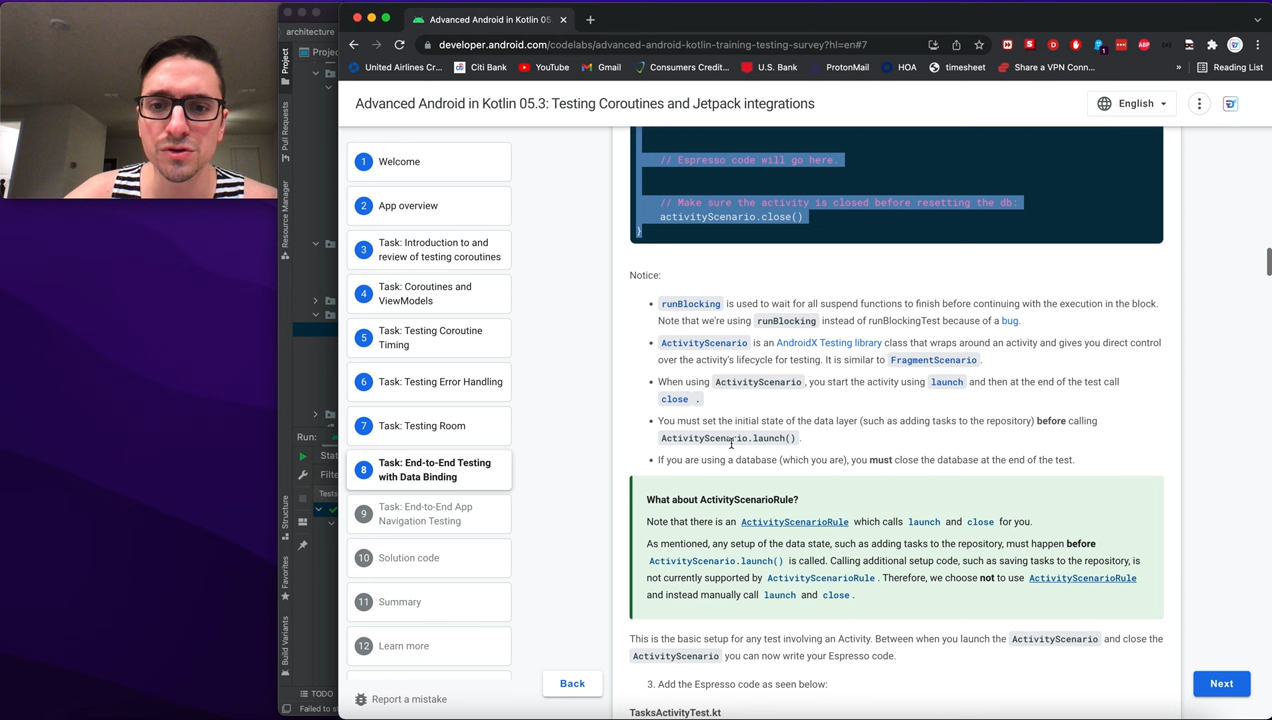 architecture
Project
Projec
Pull Requests
Resource Manager
Run:
Stat
Filte
Tests
Structure
Favorites
Build Variants
TODO
Failed to s
Advanced Android in Kotlin 05.
developer.android.com/codelabs/advanced-android-kotlin-training-testing-survey?hl=en#7
United Airlines Cr...
Citi Bank
YouTube
Gmail
Consumers Credit...
U.S. Bank
ProtonMail
HOA
timesheet
Share a VPN Conn...
»
Reading List
Advanced Android in Kotlin 05.3: Testing Coroutines and Jetpack integrations
English
1 Welcome
2 App overview
3 Task: Introduction to and
review of testing coroutines
4 Task: Coroutines and
ViewModels
5 Task: Testing Coroutine
Timing
6 Task: Testing Error Handling
7 Task: Testing Room
8 Task: End-to-End Testing
with Data Binding
9 Task: End-to-End App
Navigation Testing
10 Solution code
11 Summary
12 Learn more
Report a mistake
// Espresso code will go here.
// Make sure the activity is closed before resetting the db:
activityScenario.close()
}
Notice:
• runBlocking is used to wait for all suspend functions to finish before continuing with the execution in the block.
Note that we're using runBlocking instead of runBlockingTest because of a bug.
• ActivityScenario is an AndroidX Testing library class that wraps around an activity and gives you direct control
over the activity's lifecycle for testing. It is similar to FragmentScenario.
• When using ActivityScenario, you start the activity using launch and then at the end of the test call
close .
• You must set the initial state of the data layer (such as adding tasks to the repository) before calling
ActivityScenario.launch().
• If you are using a database (which you are), you must close the database at the end of the test.
What about ActivityScenarioRule?
Note that there is an ActivityScenarioRule which calls launch and close for you.
As mentioned, any setup of the data state, such as adding tasks to the repository, must happen before
ActivityScenario.launch() is called. Calling additional setup code, such as saving tasks to the repository, is
not currently supported by ActivityScenarioRule. Therefore, we choose not to use ActivityScenarioRule
and instead manually call launch and close.
This is the basic setup for any test involving an Activity. Between when you launch the ActivityScenario and close the
ActivityScenario you can now write your Espresso code.
3. Add the Espresso code as seen below:
TasksActivityTest.kt
Back
Next